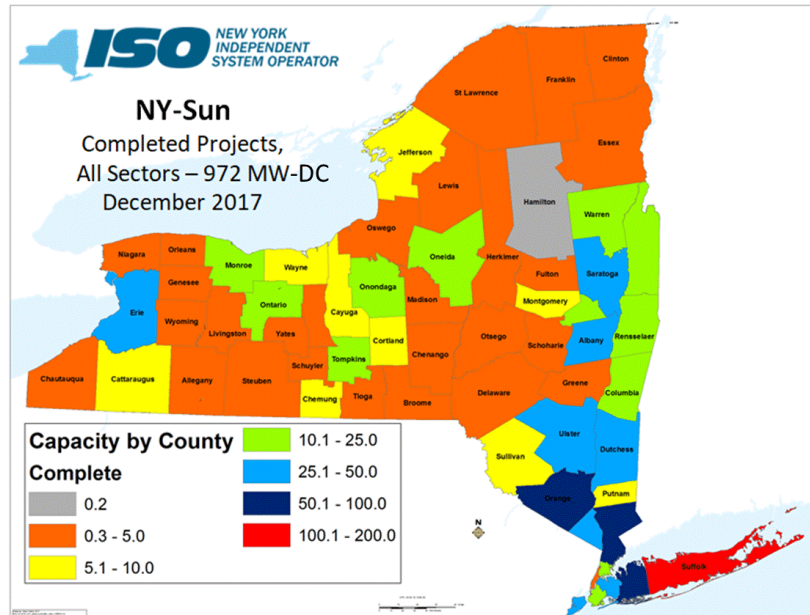 ISO
NEW YORK
INDEPENDENT
SYSTEM OPERATOR
NY-Sun
Completed Projects,
All Sectors – 972 MW-DC
December 2017
Clinton
Franklin
St Lawrence
Essex
Jefferson
Lewis
Hamilton
Warren
Oswego
Oneida
Herkimer
Niagara
Orleans
Monroe
Wayne
Fulton
Saratoga
Genesee
Onondaga
Madison
Montgomery
Ontario
Cayuga
Erie
Wyoming
Livingston
Yates
Cortland
Otsego
Schoharie
Albany
Rensselaer
Chenango
Tompkins
Schuyler
Chautauqua
Cattaraugus
Allegany
Steuben
Chemung
Tioga
Broome
Delaware
Greene
Columbia
Ulster
Dutchess
Sullivan
Orange
Putnam
Suffolk
N
Capacity by County
Complete
0.2
0.3 - 5.0
5.1 - 10.0
10.1 - 25.0
25.1 - 50.0
50.1 - 100.0
100.1 - 200.0